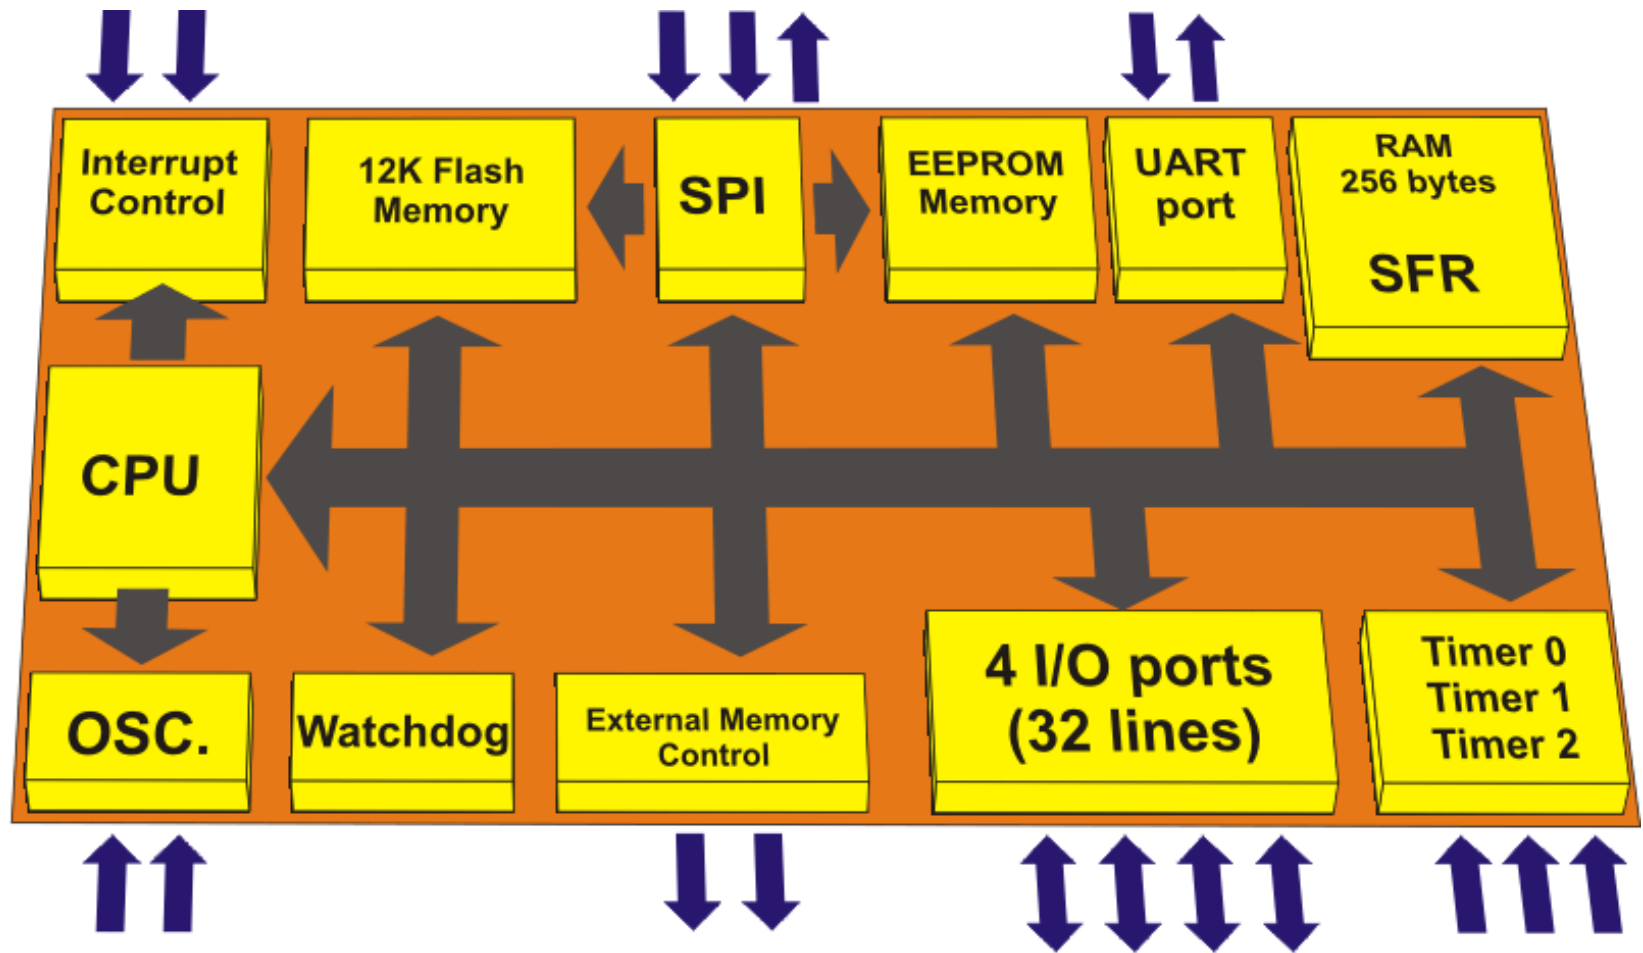 Interrupt
Control
12K Flash
Memory
SPI
EEPROM
Memory
UART
port
RAM
256 bytes
SFR
CPU
OSC.
Watchdog
External Memory
Control
4 I/O ports
(32 lines)
Timer 0
Timer 1
Timer 2